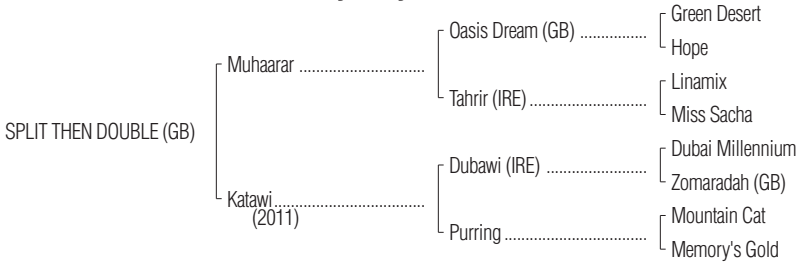 Green Desert
Oasis Dream (GB) ................
Hope
Muhaarar ..............................
Linamix
Tahrir (IRE) ............................
Miss Sacha
SPLIT THEN DOUBLE (GB)
Dubai Millennium
Dubawi (IRE) ........................
Zomaradah (GB)
Katawi ....................................
(2011)
Mountain Cat
Purring ..................................
Memory's Gold